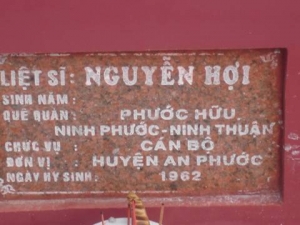 LIỆT SĨ: NGUYỄN HỢI
SINH NĂM:
QUÊ QUÁN: PHƯỚC HỮU
NINH PHƯỚC-NINH THUẬN
CHỨC VỤ : CÁN BỘ
ĐƠN VỊ : HUYỆN AN PHƯỚC
NGÀY HY SINH: 1962